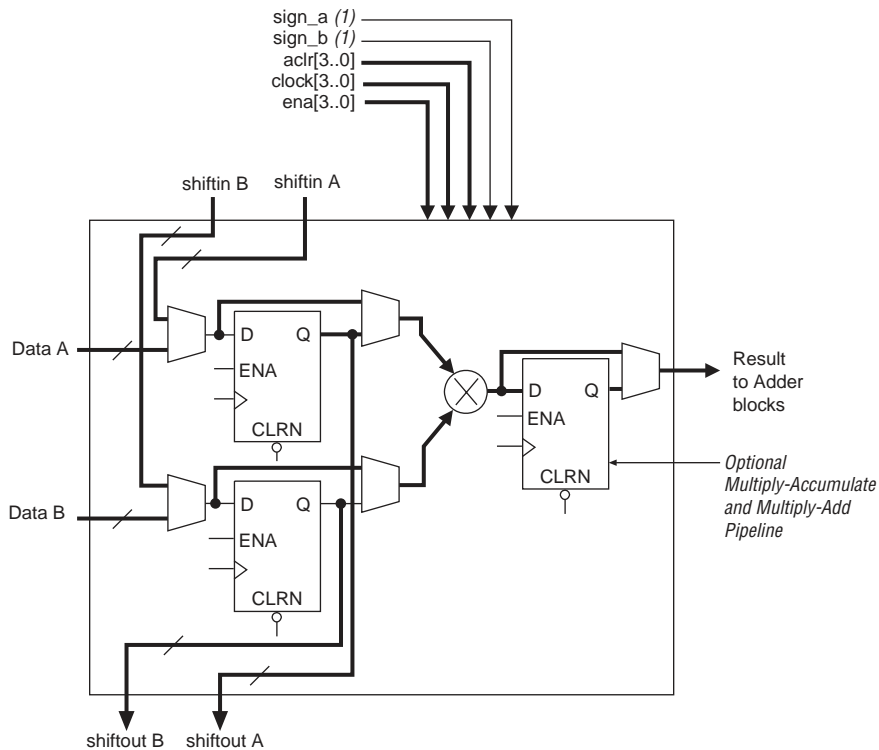 sign_a (1)
sign_b (1)
aclr[3..0]
clock[3..0]
ena[3..0]
shiftin B
shiftin A
D
Q
ENA
CLRN
Data A
D
Q
ENA
CLRN
Result
to Adder
blocks
Optional
Multiply-Accumulate
and Multiply-Add
Pipeline
Data B
D
Q
ENA
CLRN
shiftout B
shiftout A